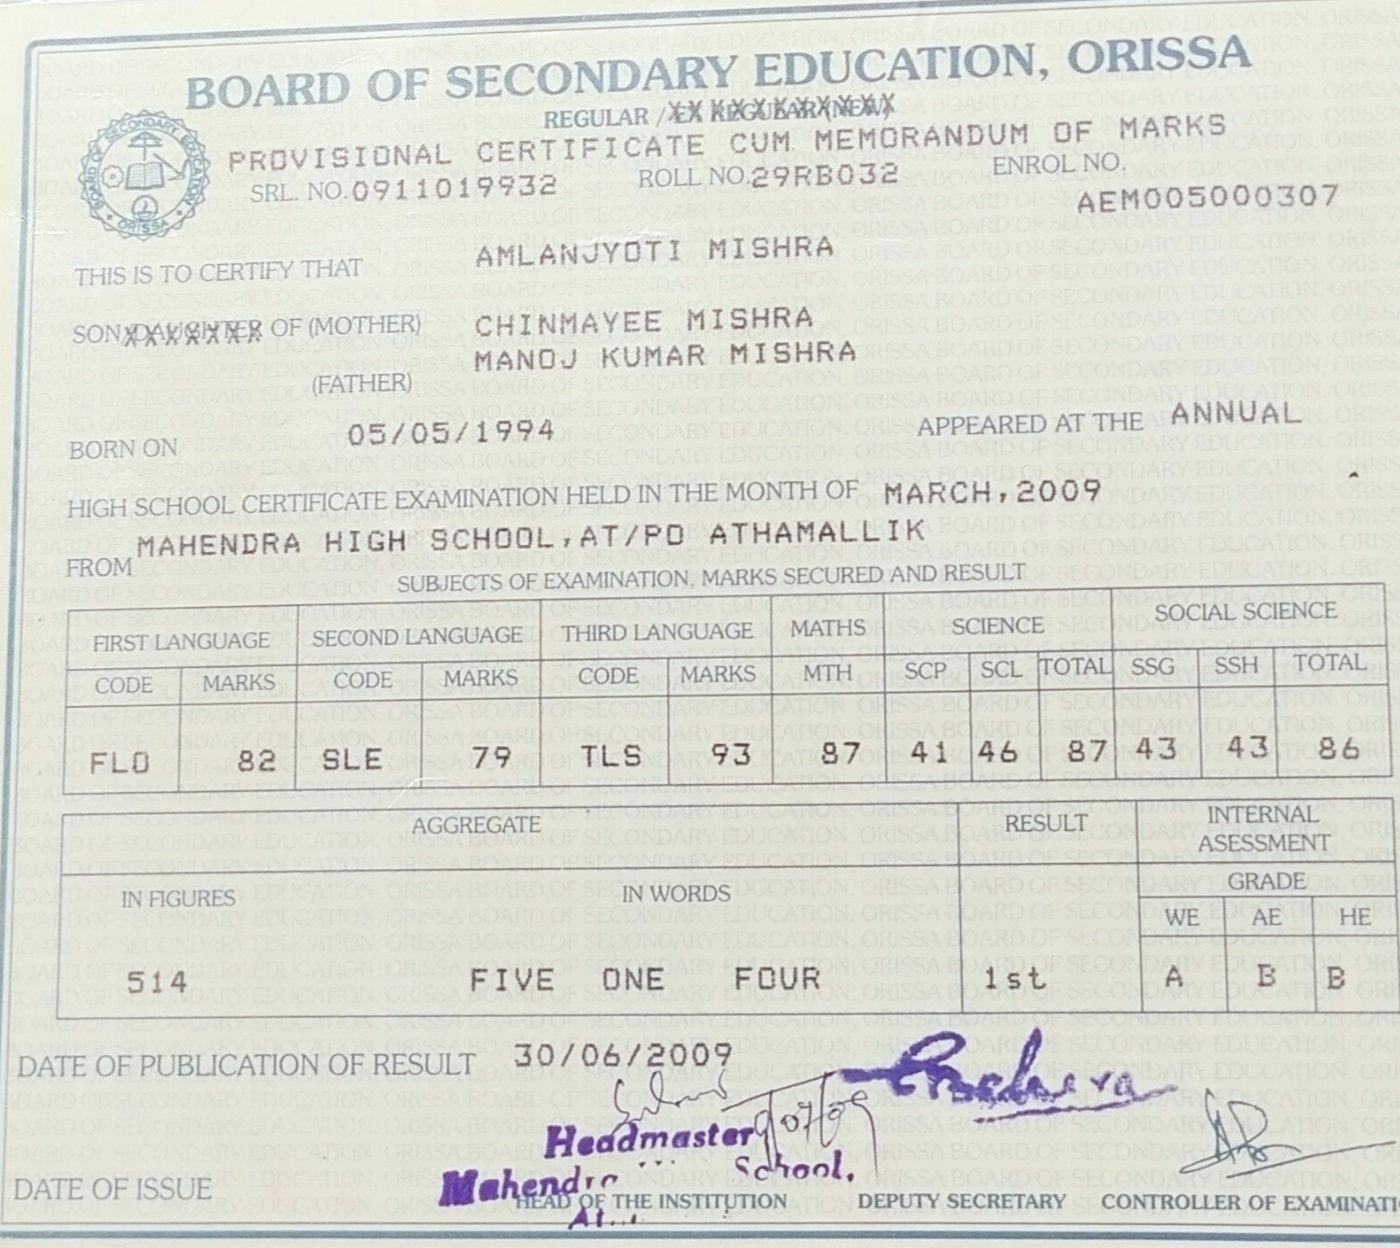 BOARD OF SECONDARY EDUCATION, ORISSA
REGULAR / EX REGULAR (NEW)
PROVISIONAL CERTIFICATE CUM MEMORANDUM OF MARKS
SRL. NO. 0911019932 ROLL NO. 29RB032 ENROL NO.
AEM005000307
THIS IS TO CERTIFY THAT AMLANJYOTI MISHRA
SON/DAUGHTER OF (MOTHER) CHINMAYEE MISHRA
MANOJ KUMAR MISHRA
(FATHER)
BORN ON 05/05/1994 APPEARED AT THE ANNUAL
HIGH SCHOOL CERTIFICATE EXAMINATION HELD IN THE MONTH OF MARCH,2009
MAHENDRA HIGH SCHOOL,AT/PO ATHAMALLIK
FROM
SUBJECTS OF EXAMINATION, MARKS SECURED AND RESULT
FIRST LANGUAGE SECOND LANGUAGE THIRD LANGUAGE MATHS SCIENCE SOCIAL SCIENCE
CODE MARKS CODE MARKS CODE MARKS MTH SCP SCL TOTAL SSG SSH TOTAL
FLO 82 SLE 79 TLS 93 87 41 46 87 43 43 86
AGGREGATE RESULT INTERNAL
ASESSMENT
GRADE
IN FIGURES IN WORDS WE AE HE
514 FIVE ONE FOUR 1st A B B
DATE OF PUBLICATION OF RESULT 30/06/2009
Headmaster
Mahendra School.
DATE OF ISSUE HEAD OF THE INSTITUTION DEPUTY SECRETARY CONTROLLER OF EXAMINATI